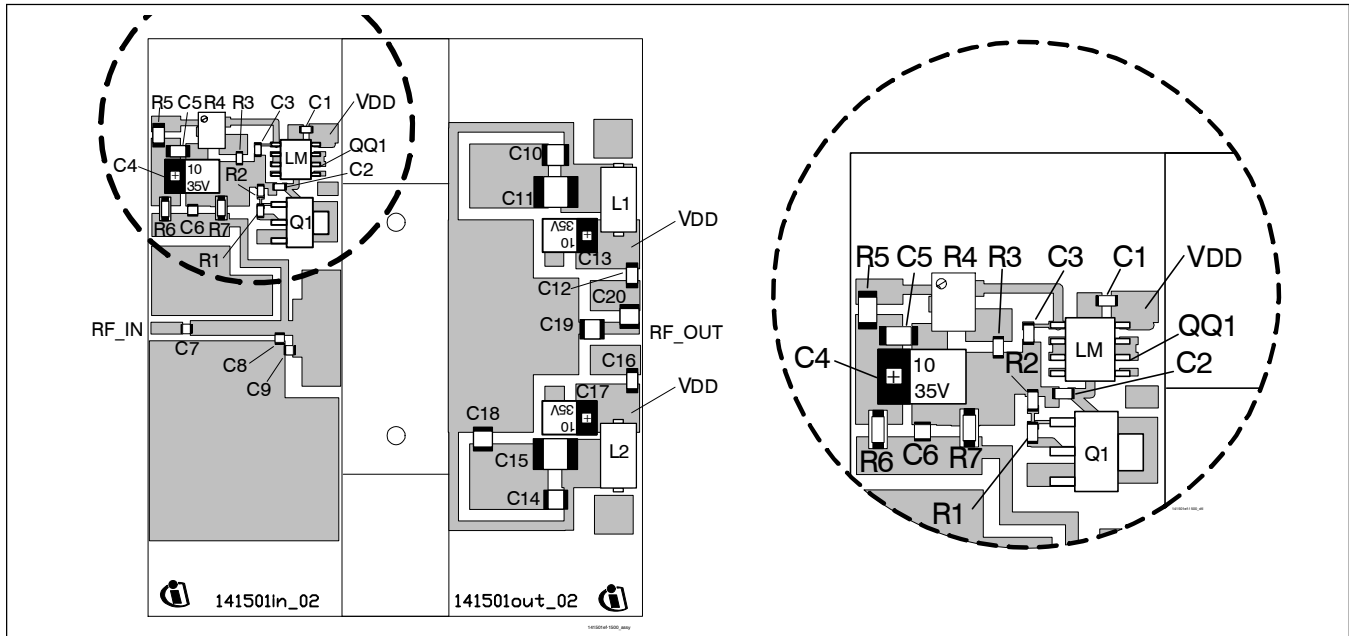 R5 C5 R4 R3 C3 C1 VDD
LM
QQ1
C4
10
35V
R2
C2
Q1
R6 C6 R7
R1
RF_IN
C7
C8
C9
C10
C11
L1
35V
10
C13
VDD
C12
C20
C19
RF_OUT
C16
VDD
C17
35V
10
C18
C15
L2
C14
141501in_02
141501out_02
R5 C5 R4 R3 C3 C1 VDD
LM
QQ1
C4
10
35V
R2
C2
Q1
R6 C6 R7
R1